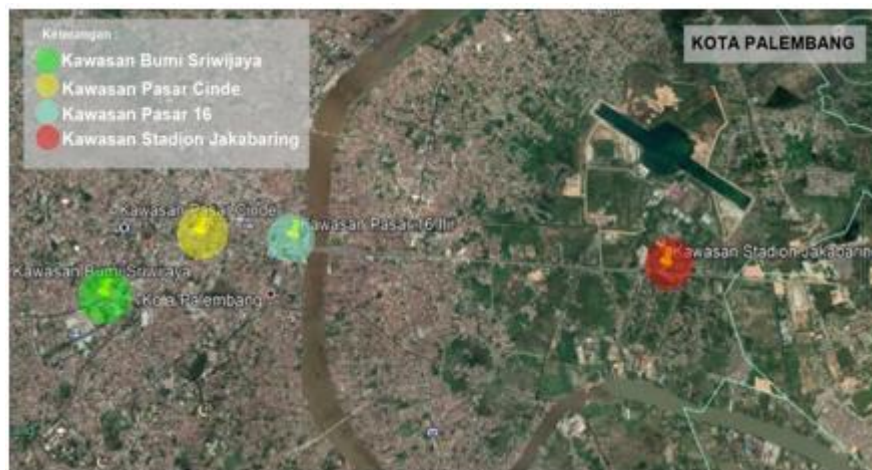 Keterangan :
Kawasan Bumi Sriwijaya
Kawasan Pasar Cinde
Kawasan Pasar 16
Kawasan Stadion Jakabaring
KOTA PALEMBANG
Kawasan Pasar Cinde
Kawasan Pasar 16 Ilir
Kawasan Stadion Jakabaring
Kawasan Bumi Sriwijaya
Kota Palembang